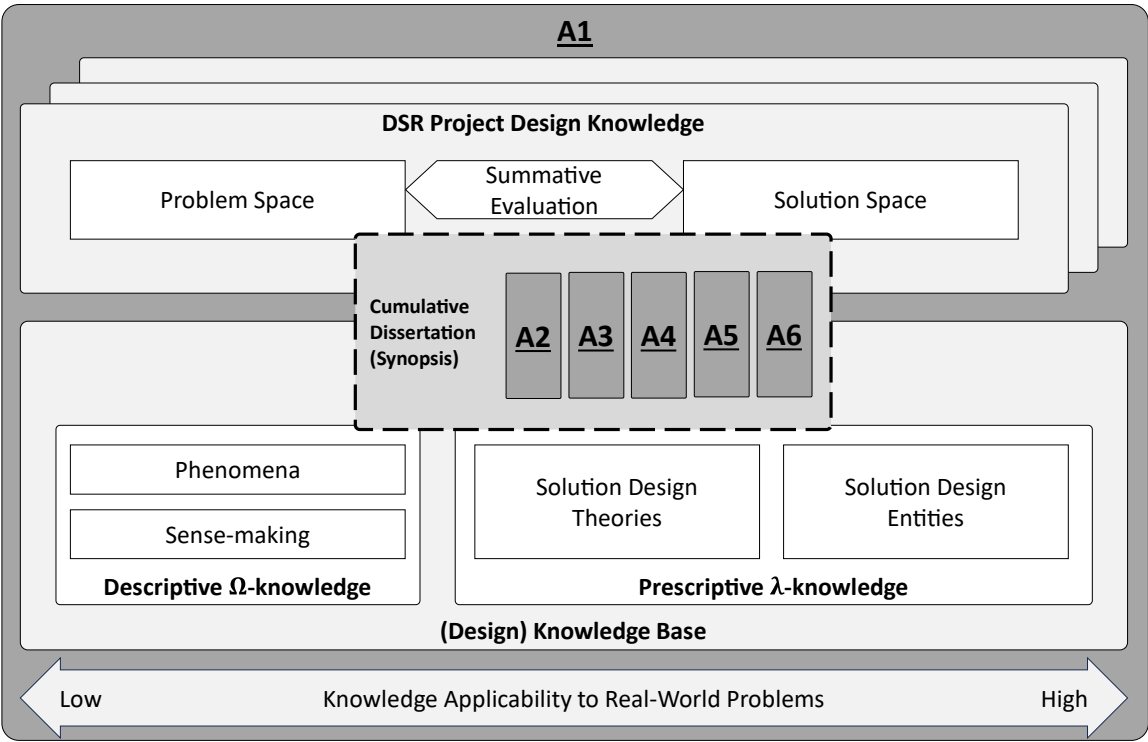 A1
DSR Project Design Knowledge
Problem Space
Summative
Evaluation
Solution Space
Cumulative
Dissertation
(Synopsis)
A2
A3
A4
A5
A6
Phenomena
Sense-making
Descriptive Ω-knowledge
Solution Design
Theories
Solution Design
Entities
Prescriptive λ-knowledge
(Design) Knowledge Base
Low
Knowledge Applicability to Real-World Problems
High